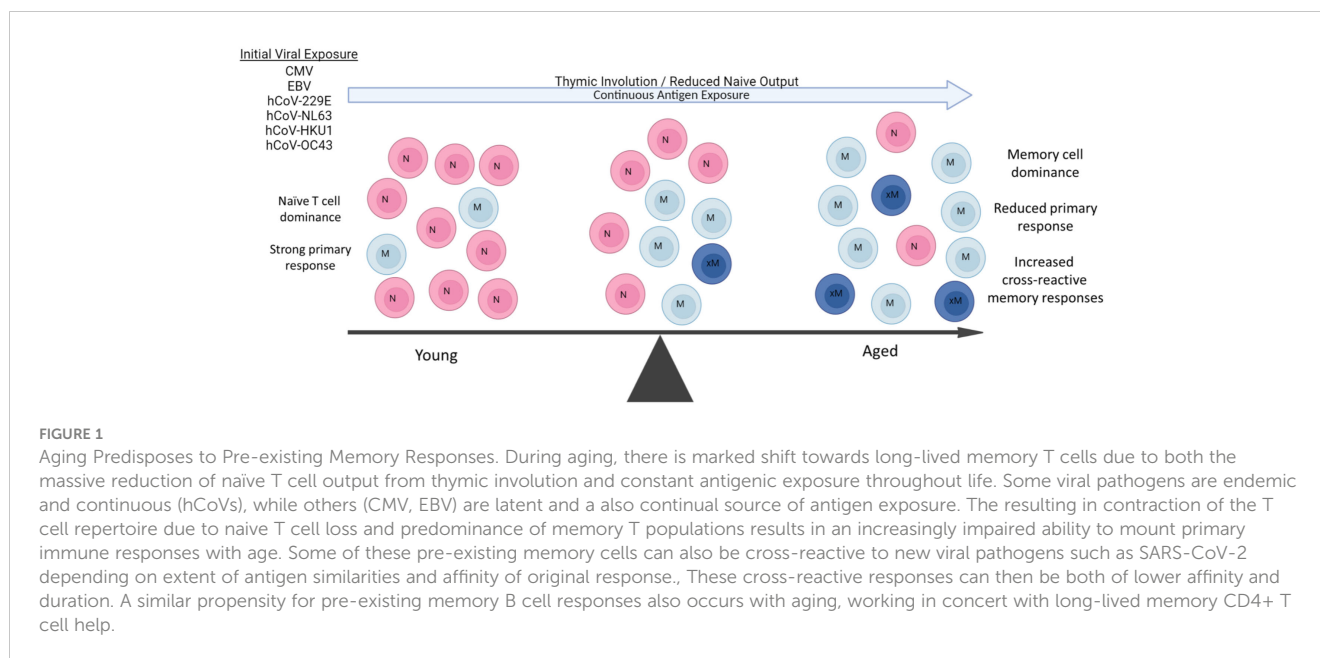 Initial Viral Exposure
CMV
EBV
hCoV-229E
hCoV-NL63
hCoV-HKU1
hCoV-OC43
Thymic Involution / Reduced Naive Output
Continuous Antigen Exposure
Naïve T cell
dominance
Strong primary
response
N
N
N
N
M
N
M
N
N
N
N
N
N
N
M
N
M
M
xM
N
M
N
M
M
xM
M
M
M
N
M
xM
M
xM
Memory cell
dominance
Reduced primary
response
Increased
cross-reactive
memory responses
Young
Aged
FIGURE 1
Aging Predisposes to Pre-existing Memory Responses. During aging, there is marked shift towards long-lived memory T cells due to both the
massive reduction of naïve T cell output from thymic involution and constant antigenic exposure throughout life. Some viral pathogens are endemic
and continuous (hCoVs), while others (CMV, EBV) are latent and a also continual source of antigen exposure. The resulting in contraction of the T
cell repertoire due to naive T cell loss and predominance of memory T populations results in an increasingly impaired ability to mount primary
immune responses with age. Some of these pre-existing memory cells can also be cross-reactive to new viral pathogens such as SARS-CoV-2
depending on extent of antigen similarities and affinity of original response., These cross-reactive responses can then be both of lower affinity and
duration. A similar propensity for pre-existing memory B cell responses also occurs with aging, working in concert with long-lived memory CD4+ T
cell help.